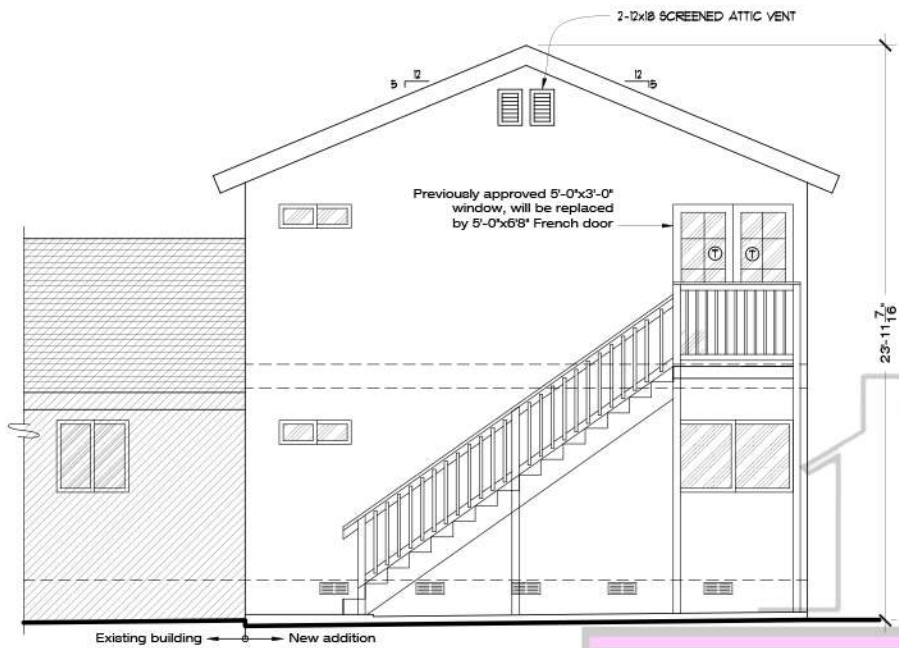 2-12x18 SCREENED ATTIC VENT
12
5
12
5
Previously approved 5'-0"x3'-0"
window, will be replaced
by 5'-0"x6'8" French door
T
T
23'-11 7/16"
Existing building
New addition